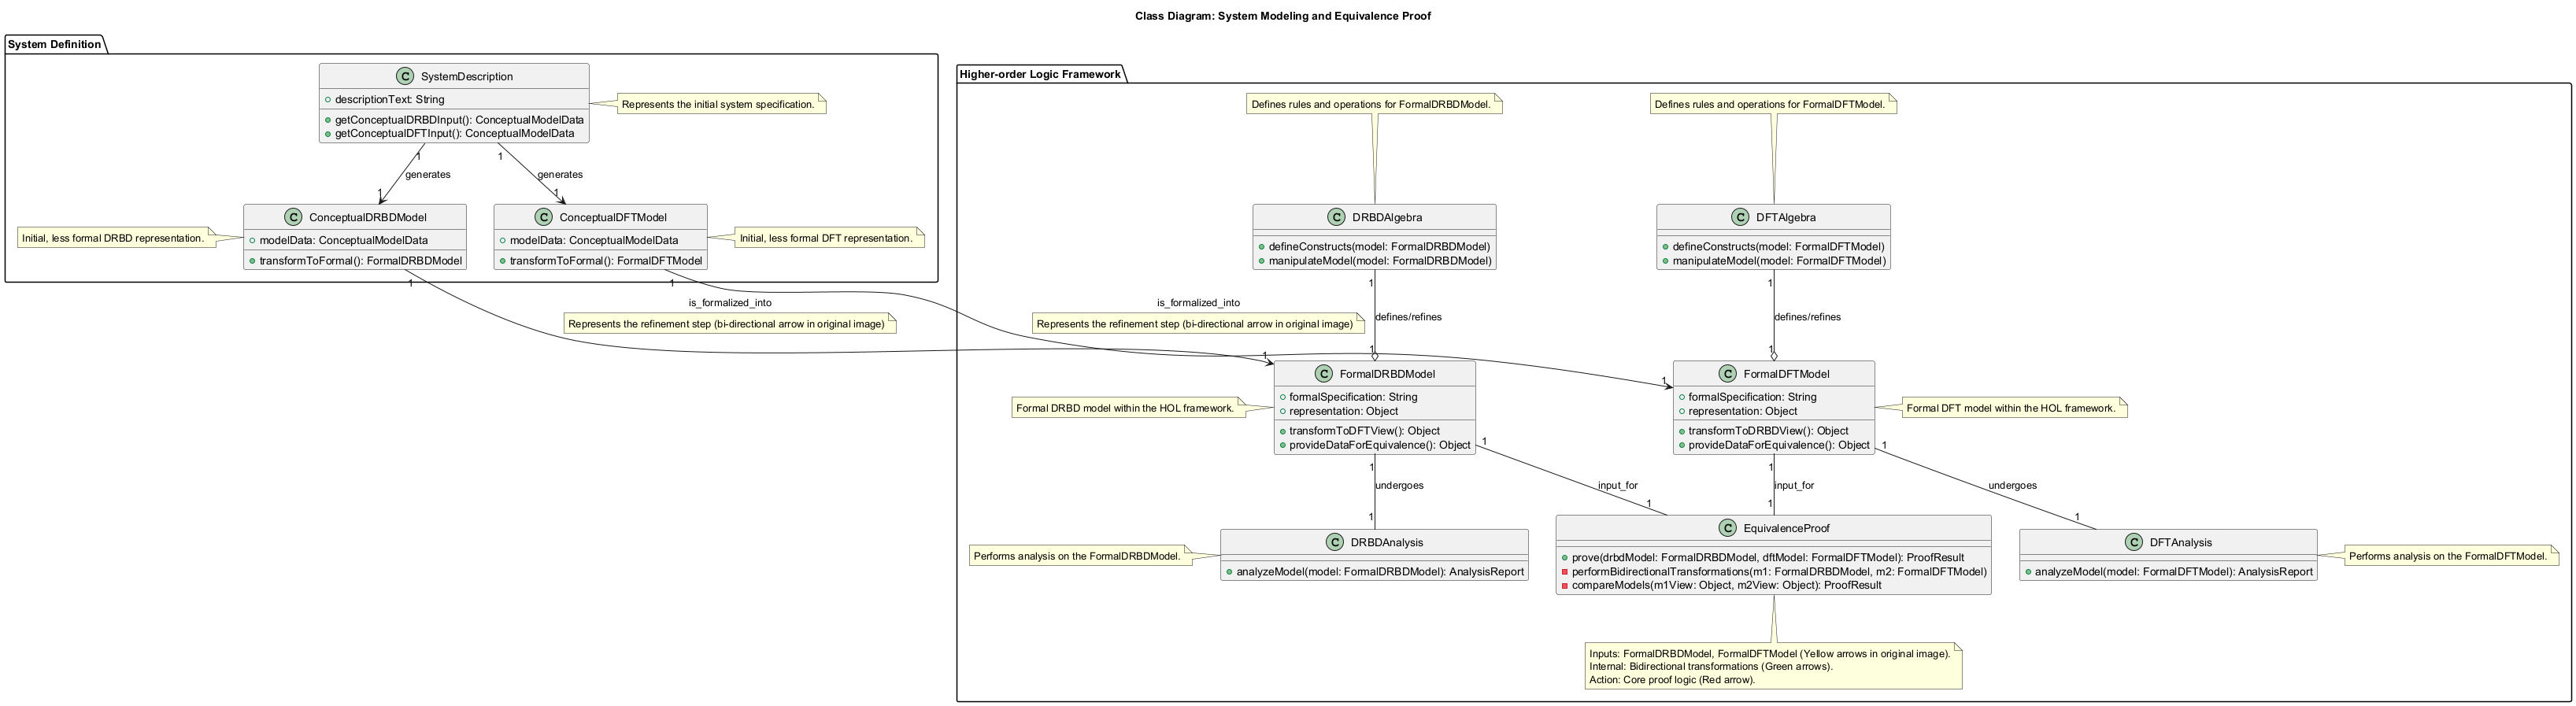 Class Diagram: System Modeling and Equivalence Proof
System Definition
C SystemDescription
descriptionText: String
getConceptualDRBDInput(): ConceptualModelData
getConceptualDFTInput(): ConceptualModelData
Represents the initial system specification.
1
generates
1
1
generates
1
C ConceptualDRBDModel
modelData: ConceptualModelData
transformToFormal(): FormalDRBDModel
Initial, less formal DRBD representation.
C ConceptualDFTModel
modelData: ConceptualModelData
transformToFormal(): FormalDFTModel
Initial, less formal DFT representation.
Higher-order Logic Framework
Defines rules and operations for FormalDRBDModel.
Defines rules and operations for FormalDFTModel.
C DRBDAlgebra
defineConstructs(model: FormalDRBDModel)
manipulateModel(model: FormalDRBDModel)
C DFTAlgebra
defineConstructs(model: FormalDFTModel)
manipulateModel(model: FormalDFTModel)
1
is_formalized_into
Represents the refinement step (bi-directional arrow in original image)
1
1
is_formalized_into
Represents the refinement step (bi-directional arrow in original image)
1
1
defines/refines
1
1
defines/refines
1
C FormalDRBDModel
formalSpecification: String
representation: Object
transformToDFTView(): Object
provideDataForEquivalence(): Object
Formal DRBD model within the HOL framework.
C FormalDFTModel
formalSpecification: String
representation: Object
transformToDRBDView(): Object
provideDataForEquivalence(): Object
Formal DFT model within the HOL framework.
1
undergoes
1
1
input_for
1
1
input_for
1
1
undergoes
1
C DRBDAnalysis
analyzeModel(model: FormalDRBDModel): AnalysisReport
Performs analysis on the FormalDRBDModel.
C EquivalenceProof
prove(drbdModel: FormalDRBDModel, dftModel: FormalDFTModel): ProofResult
performBidirectionalTransformations(m1: FormalDRBDModel, m2: FormalDFTModel)
compareModels(m1View: Object, m2View: Object): ProofResult
C DFTAnalysis
analyzeModel(model: FormalDFTModel): AnalysisReport
Performs analysis on the FormalDFTModel.
Inputs: FormalDRBDModel, FormalDFTModel (Yellow arrows in original image).
Internal: Bidirectional transformations (Green arrows).
Action: Core proof logic (Red arrow).